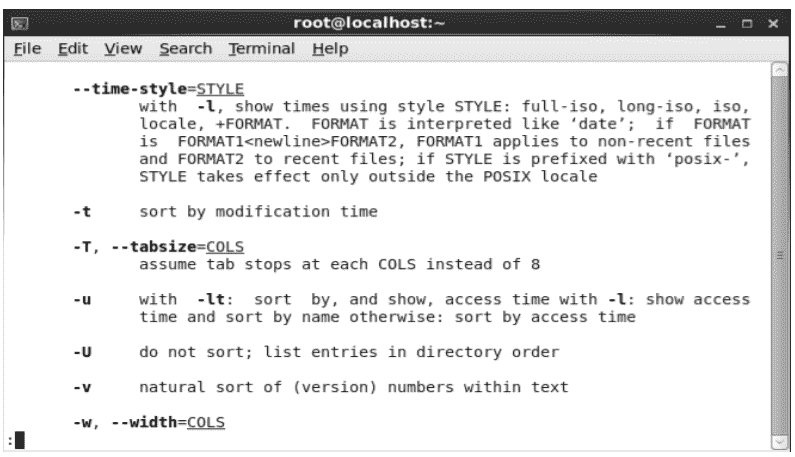 root@localhost:~
File Edit View Search Terminal Help
--time-style=STYLE
with -l, show times using style STYLE: full-iso, long-iso, iso,
locale, +FORMAT. FORMAT is interpreted like ‘date’; if FORMAT
is FORMAT1<newline>FORMAT2, FORMAT1 applies to non-recent files
and FORMAT2 to recent files; if STYLE is prefixed with ‘posix-’,
STYLE takes effect only outside the POSIX locale
-t sort by modification time
-T, --tabsize=COLS
assume tab stops at each COLS instead of 8
-u with -lt: sort by, and show, access time with -l: show access
time and sort by name otherwise: sort by access time
-U do not sort; list entries in directory order
-v natural sort of (version) numbers within text
-w, --width=COLS
: